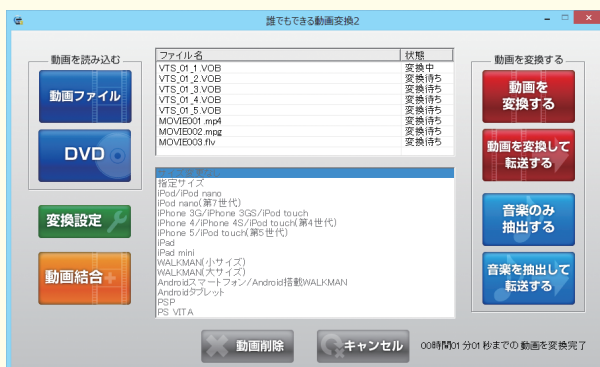 誰でもできる動画変換2
動画を読み込む
動画ファイル
DVD
変換設定
動画結合
ファイル名 状態
VTS_01_1.VOB 変換中
VTS_01_2.VOB 変換待ち
VTS_01_3.VOB 変換待ち
VTS_01_4.VOB 変換待ち
VTS_01_5.VOB 変換待ち
MOVIE001.mp4 変換待ち
MOVIE002.mpg 変換待ち
MOVIE003.flv 変換待ち
サイズ変更なし
指定サイズ
iPod/iPod nano
iPod nano(第7世代)
iPhone 3G/iPhone 3GS/iPod touch
iPhone 4/iPhone 4S/iPod touch(第4世代)
iPhone 5/iPod touch(第5世代)
iPad
iPad mini
WALKMAN(小サイズ)
WALKMAN(大サイズ)
Androidスマートフォン/Android搭載WALKMAN
Androidタブレット
PSP
PS VITA
動画を変換する
動画を
変換する
動画を変換して
転送する
音楽のみ
抽出する
音楽を抽出して
転送する
動画削除
キャンセル
00時間01分01秒までの動画を変換完了